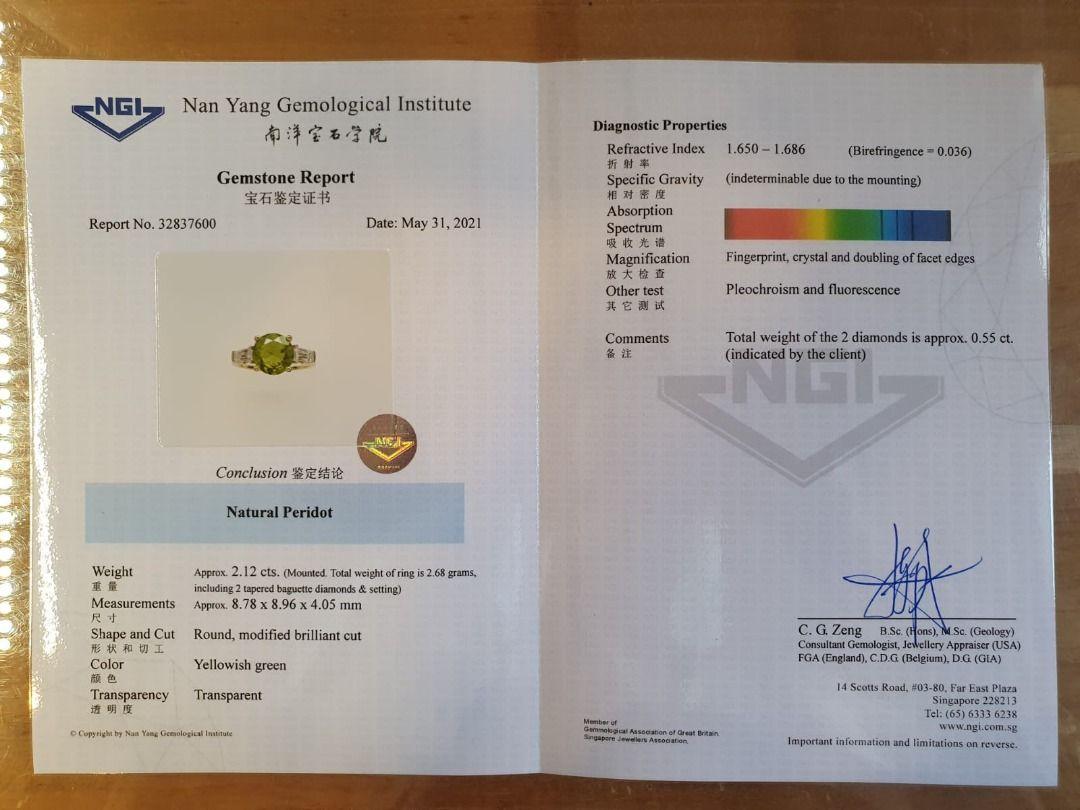 NGI
Nan Yang Gemological Institute
南洋宝石学院
Gemstone Report
宝石鉴定证书
Report No. 32837600
Date: May 31, 2021
NGI
Conclusion 鉴定结论
Natural Peridot
Weight Approx. 2.12 cts. (Mounted. Total weight of ring is 2.68 grams,
重量 including 2 tapered baguette diamonds & setting)
Measurements Approx. 8.78 x 8.96 x 4.05 mm
尺寸
Shape and Cut Round, modified brilliant cut
形状和切工
Color Yellowish green
颜色
Transparency Transparent
透明度
© Copyright by Nan Yang Gemological Institute
Diagnostic Properties
Refractive Index 1.650 – 1.686 (Birefringence = 0.036)
折射率
Specific Gravity (indeterminable due to the mounting)
相对密度
Absorption
Spectrum
吸收光谱
Magnification Fingerprint, crystal and doubling of facet edges
放大检查
Other test Pleochroism and fluorescence
其它测试
Comments Total weight of the 2 diamonds is approx. 0.55 ct.
备注 (indicated by the client)
NGI
C. G. Zeng B.Sc. (Hons), M.Sc. (Geology)
Consultant Gemologist, Jewellery Appraiser (USA)
FGA (England), C.D.G. (Belgium), D.G. (GIA)
14 Scotts Road, #03-80, Far East Plaza
Singapore 228213
Tel: (65) 6333 6238
www.ngi.com.sg
Important information and limitations on reverse.
Member of
Gemmological Association of Great Britain.
Singapore Jewellers Association.